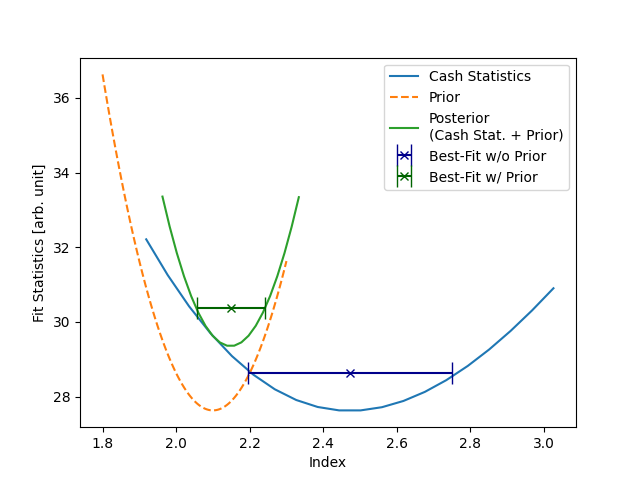 Cash Statistics
Prior
Posterior
(Cash Stat. + Prior)
Best-Fit w/o Prior
Best-Fit w/ Prior
Fit Statistics [arb. unit]
36
34
32
30
28
1.8 2.0 2.2 2.4 2.6 2.8 3.0
Index